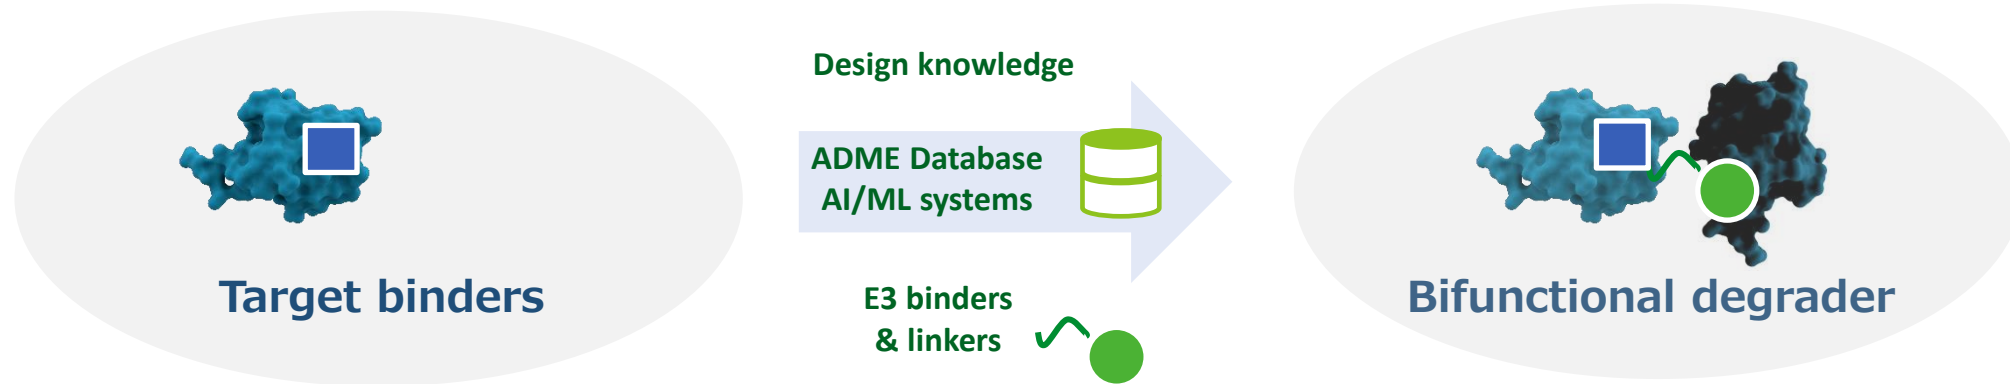 Target binders
Design knowledge
ADME Database
AI/ML systems
E3 binders
& linkers
Bifunctional degrader